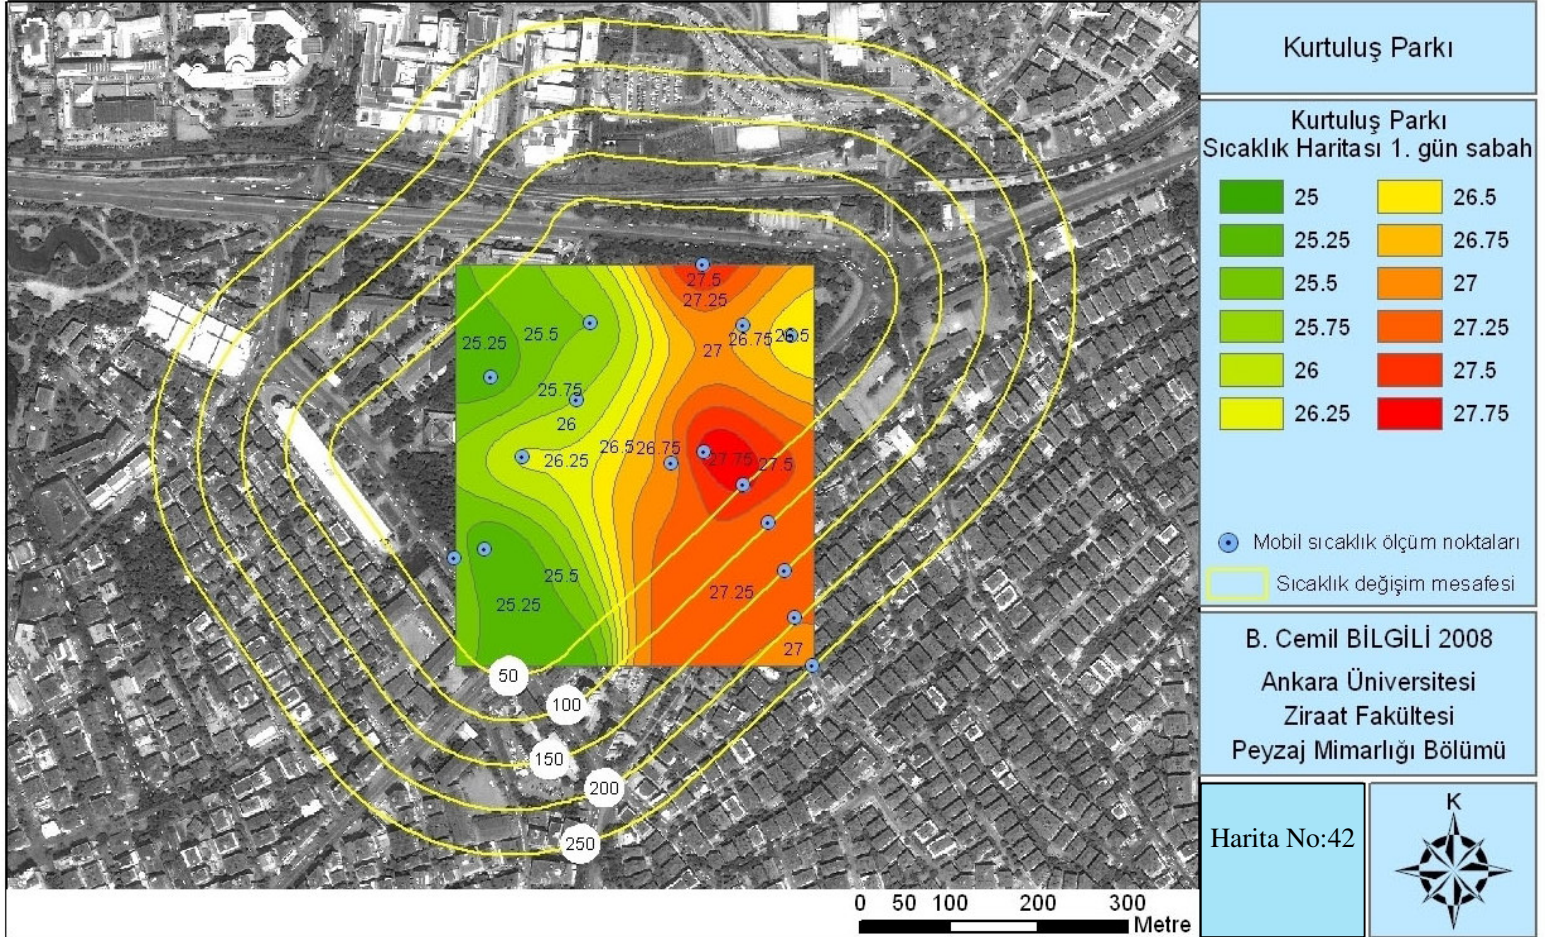 Kurtuluş Parkı
Kurtuluş Parkı
Sıcaklık Haritası 1. gün sabah
25 26.5
25.25 26.75
25.5 27
25.75 27.25
26 27.5
26.25 27.75
Mobil sıcaklık ölçüm noktaları
Sıcaklık değişim mesafesi
B. Cemil BİLGİLİ 2008
Ankara Üniversitesi
Ziraat Fakültesi
Peyzaj Mimarlığı Bölümü
Harita No:42
K
27.5
27.25
25.5
25.25
26.75
26.5
27
25.75
26
26.5
26.75
26.25
27.75
27.5
25.5
25.25
27.25
27
50
100
150
200
250
0 50 100 200 300
Metre